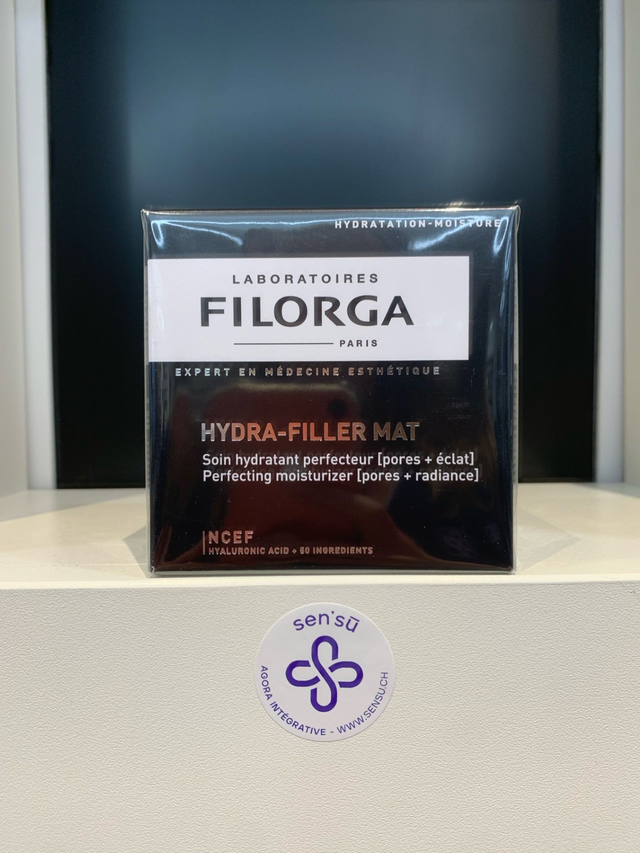 HYDRATATION-MOISTURE
LABORATOIRES
FILORGA
PARIS
EXPERT EN MÉDECINE ESTHÉTIQUE
HYDRA-FILLER MAT
Soin hydratant perfecteur [pores + éclat]
Perfecting moisturizer [pores + radiance]
NCEF
HYALURONIC ACID + 50 INGREDIENTS
sen'sū
AGORA INTÉGRATIVE - WWW.SENSU.CH